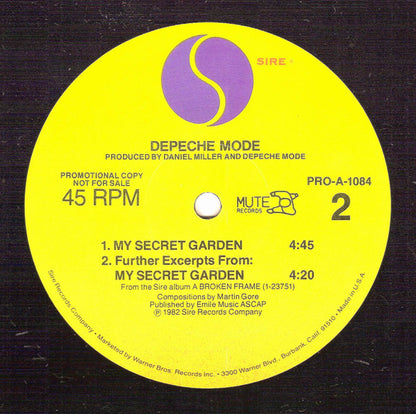 SIRE
DEPECHE MODE
PRODUCED BY DANIEL MILLER AND DEPECHE MODE
PROMOTIONAL COPY
NOT FOR SALE
45 RPM
MUTE
RECORDS
PRO-A-1084
2
1. MY SECRET GARDEN 4:45
2. Further Excerpts From:
MY SECRET GARDEN 4:20
From the Sire album A BROKEN FRAME (1-23751)
Compositions by Martin Gore
Published by Emile Music ASCAP
℗ 1982 Sire Records Company
Sire Records Company • Marketed by Warner Bros. Records Inc. • 3300 Warner Blvd., Burbank, Calif. 91510 • Made in U.S.A.